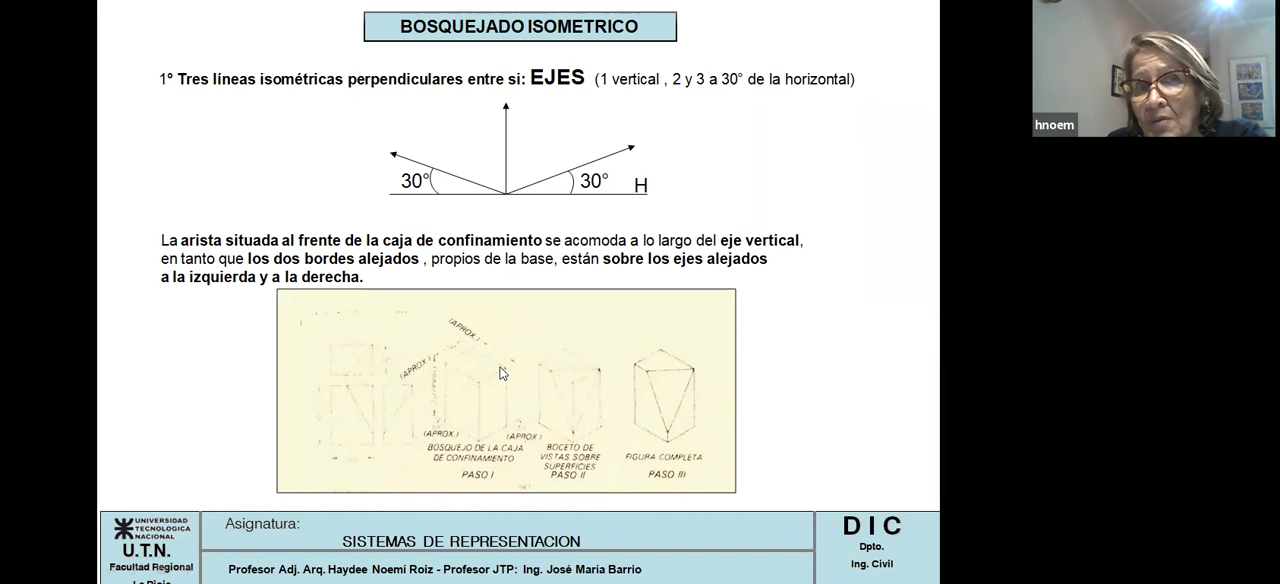 BOSQUEJADO ISOMETRICO
1º Tres líneas isométricas perpendiculares entre si: EJES (1 vertical , 2 y 3 a 30° de la horizontal)
30°
30°
H
La arista situada al frente de la caja de confinamiento se acomoda a lo largo del eje vertical,
en tanto que los dos bordes alejados , propios de la base, están sobre los ejes alejados
a la izquierda y a la derecha.
(APROX.)
(APROX.)
(APROX.)
(APROX.)
BOSQUEJO DE LA CAJA
DE CONFINAMIENTO
PASO I
BOCETO DE
VISTAS SOBRE
SUPERFICIES
PASO II
FIGURA COMPLETA
PASO III
UNIVERSIDAD
TECNOLOGICA
NACIONAL
U.T.N.
Facultad Regional
La Rioja
Asignatura:
SISTEMAS DE REPRESENTACION
Profesor Adj. Arq. Haydee Noemí Roiz - Profesor JTP: Ing. José María Barrio
D I C
Dpto.
Ing. Civil
hnoem